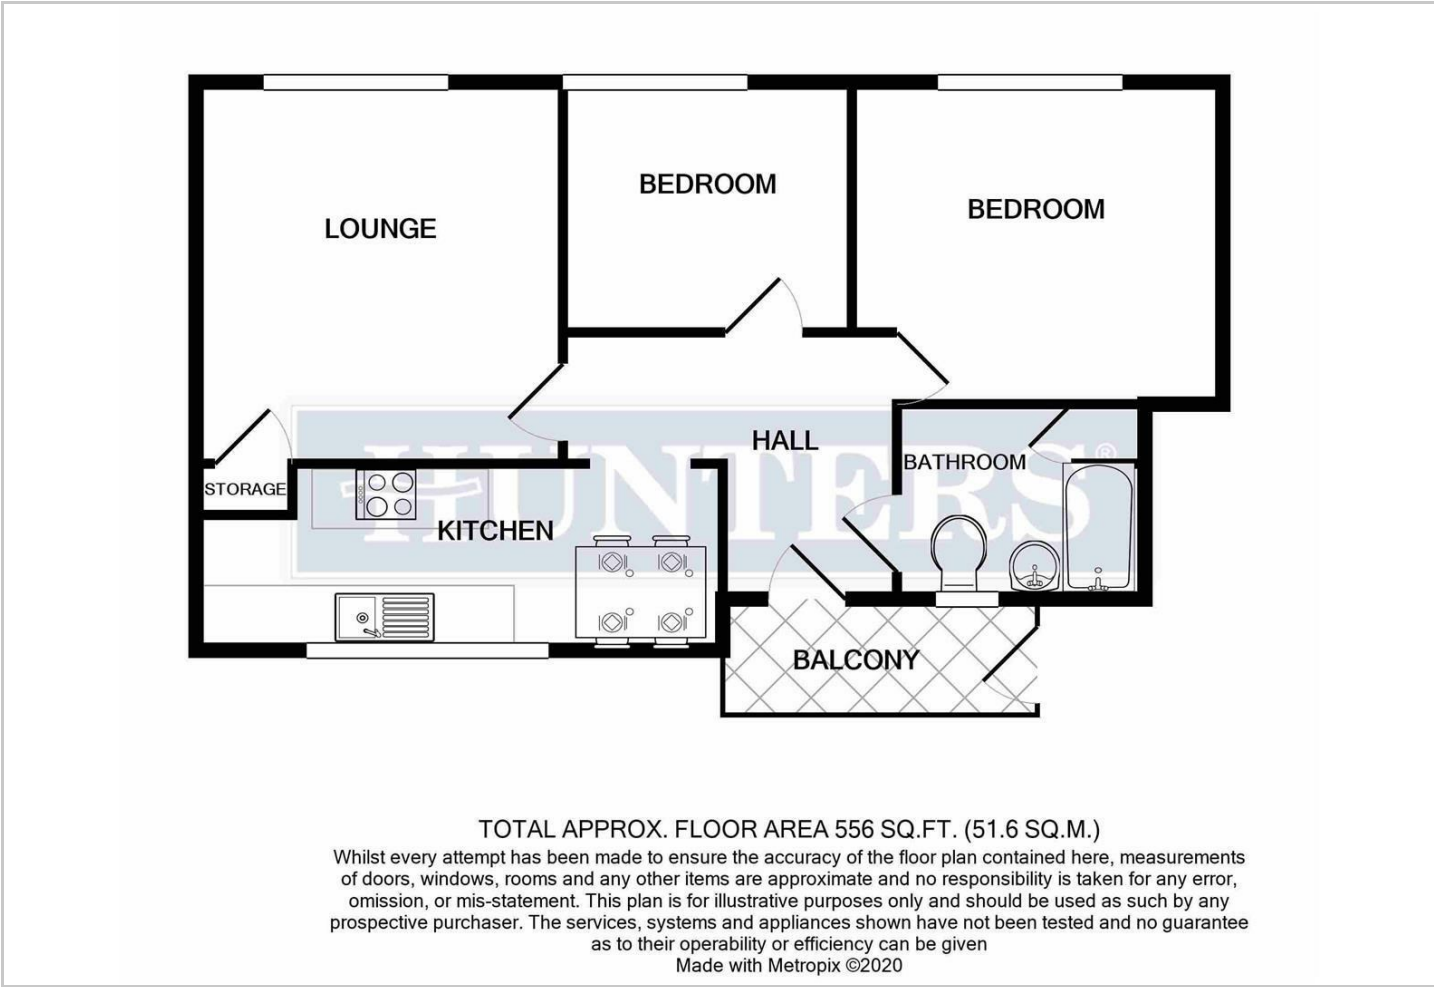 LOUNGE
BEDROOM
BEDROOM
HALL
BATHROOM
STORAGE
KITCHEN
BALCONY
HUNTERS®
TOTAL APPROX. FLOOR AREA 556 SQ.FT. (51.6 SQ.M.)
Whilst every attempt has been made to ensure the accuracy of the floor plan contained here, measurements
of doors, windows, rooms and any other items are approximate and no responsibility is taken for any error,
omission, or mis-statement. This plan is for illustrative purposes only and should be used as such by any
prospective purchaser. The services, systems and appliances shown have not been tested and no guarantee
as to their operability or efficiency can be given
Made with Metropix ©2020